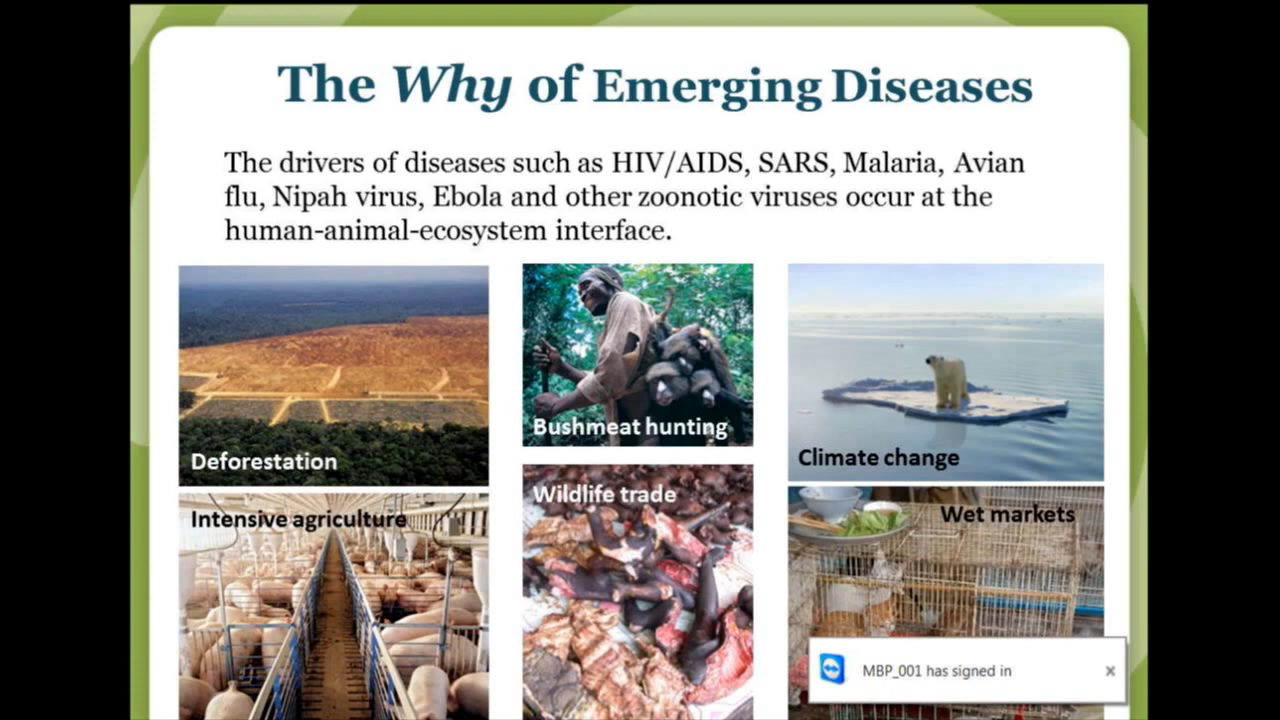 The Why of Emerging Diseases
The drivers of diseases such as HIV/AIDS, SARS, Malaria, Avian
flu, Nipah virus, Ebola and other zoonotic viruses occur at the
human-animal-ecosystem interface.
Deforestation
Bushmeat hunting
Climate change
Intensive agriculture
Wildlife trade
Wet markets
MBP_001 has signed in
x